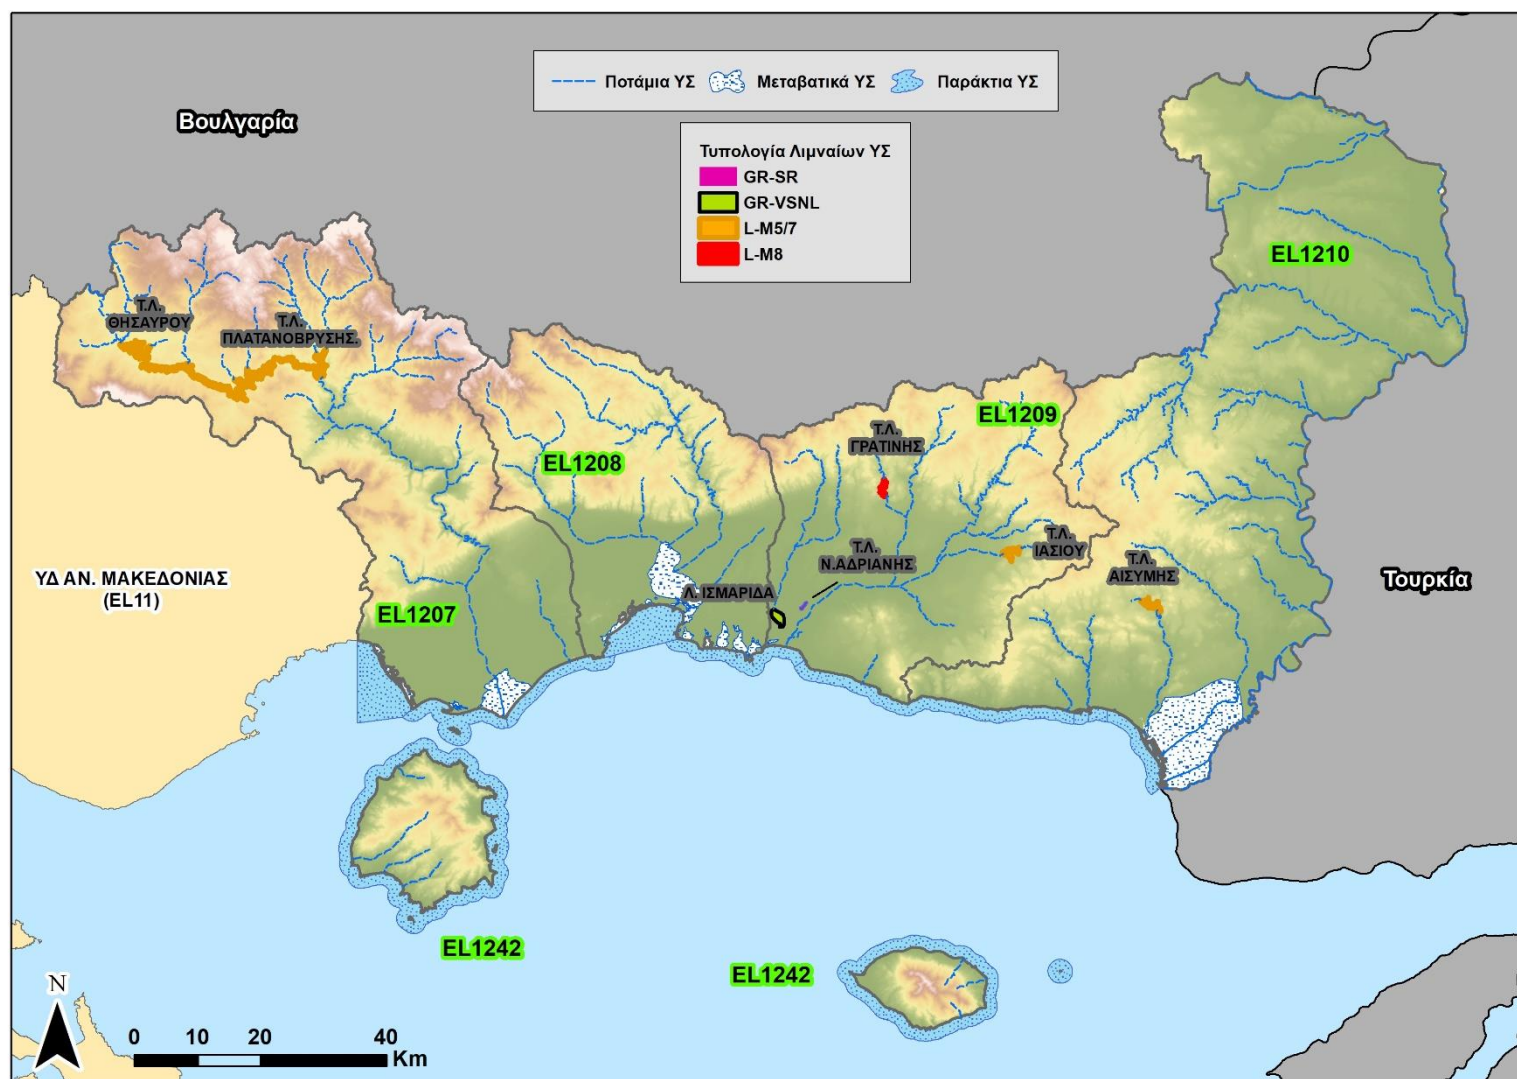 Ποτάμια ΥΣ
Μεταβατικά ΥΣ
Παράκτια ΥΣ
Βουλγαρία
Τυπολογία Λιμναίων ΥΣ
GR-SR
GR-VSNL
L-M5/7
L-M8
EL1210
Τ.Λ.
ΘΗΣΑΥΡΟΥ
Τ.Λ.
ΠΛΑΤΑΝΟΒΡΥΣΗΣ.
EL1209
Τ.Λ.
ΓΡΑΤΙΝΗΣ
EL1208
Τ.Λ.
ΙΑΣΙΟΥ
Τ.Λ.
Ν.ΑΔΡΙΑΝΗΣ
Τ.Λ.
ΑΙΣΥΜΗΣ
ΥΔ ΑΝ. ΜΑΚΕΔΟΝΙΑΣ
(EL11)
Τουρκία
Λ. ΙΣΜΑΡΙΔΑ
EL1207
EL1242
EL1242
N
0 10 20 40
Km